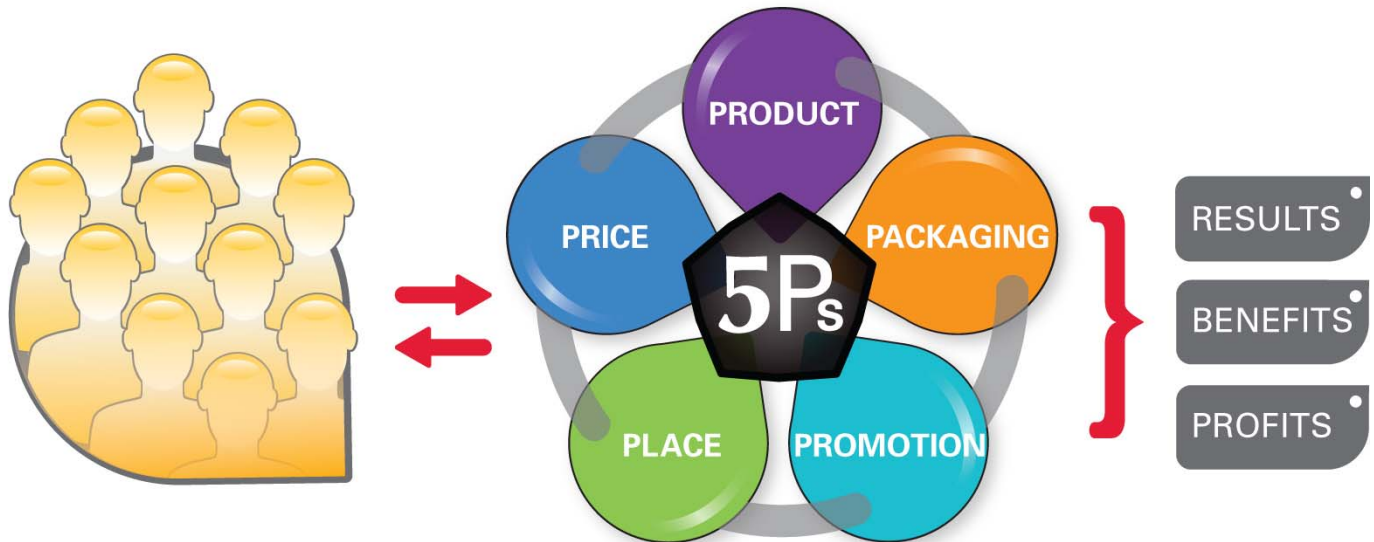 PRODUCT
PRICE
PACKAGING
5Ps
PLACE
PROMOTION
RESULTS
BENEFITS
PROFITS